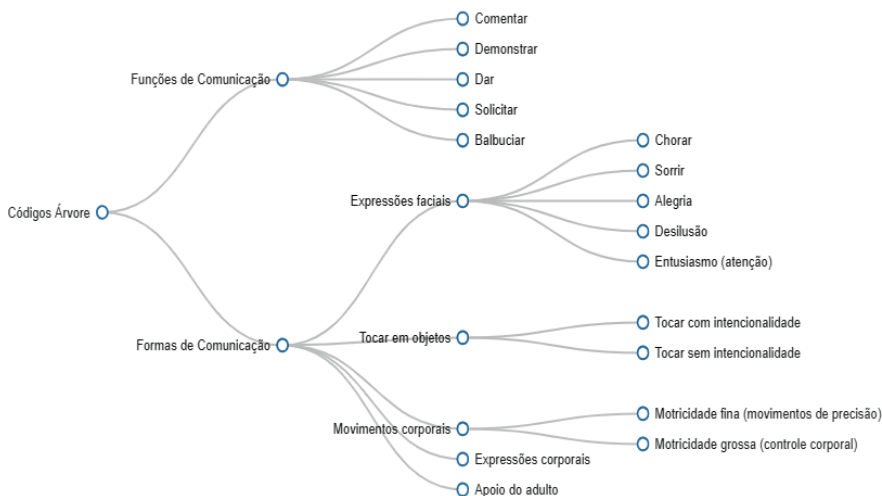 Comentar
Demonstrar
Funções de Comunicação
Dar
Solicitar
Balbuciar
Chorar
Sorrir
Expressões faciais
Alegria
Códigos Árvore
Desilusão
Entusiasmo (atenção)
Tocar com intencionalidade
Tocar em objetos
Formas de Comunicação
Tocar sem intencionalidade
Motricidade fina (movimentos de precisão)
Movimentos corporais
Motricidade grossa (controle corporal)
Expressões corporais
Apoio do adulto